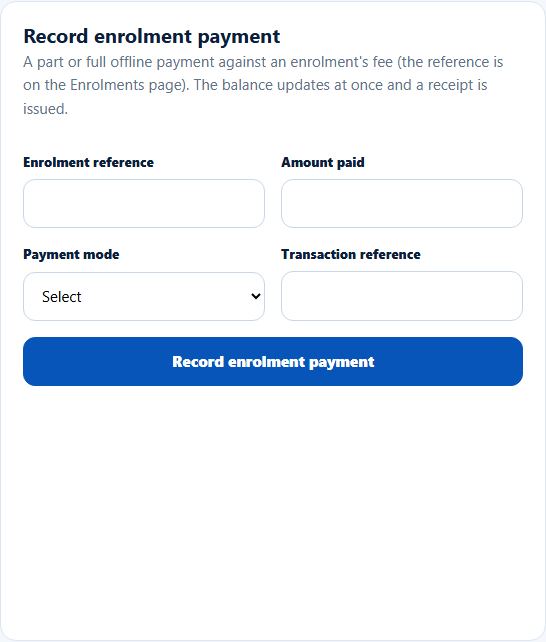 Record enrolment payment
A part or full offline payment against an enrolment's fee (the reference is
on the Enrolments page). The balance updates at once and a receipt is
issued.
Enrolment reference
Amount paid
Payment mode
Transaction reference
Select
Record enrolment payment